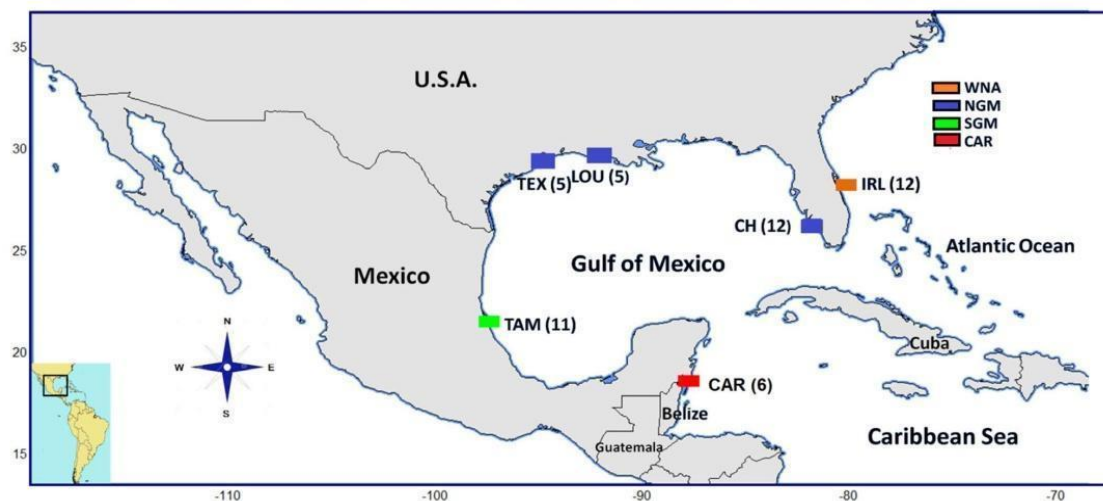 35
30
25
20
15
-110
-100
-90
-80
-70
U.S.A.
WNA
NGM
SGM
CAR
TEX (5)
LOU (5)
IRL (12)
CH (12)
Mexico
Gulf of Mexico
Atlantic Ocean
TAM (11)
Cuba
N
W
E
S
CAR (6)
Belize
Guatemala
Caribbean Sea